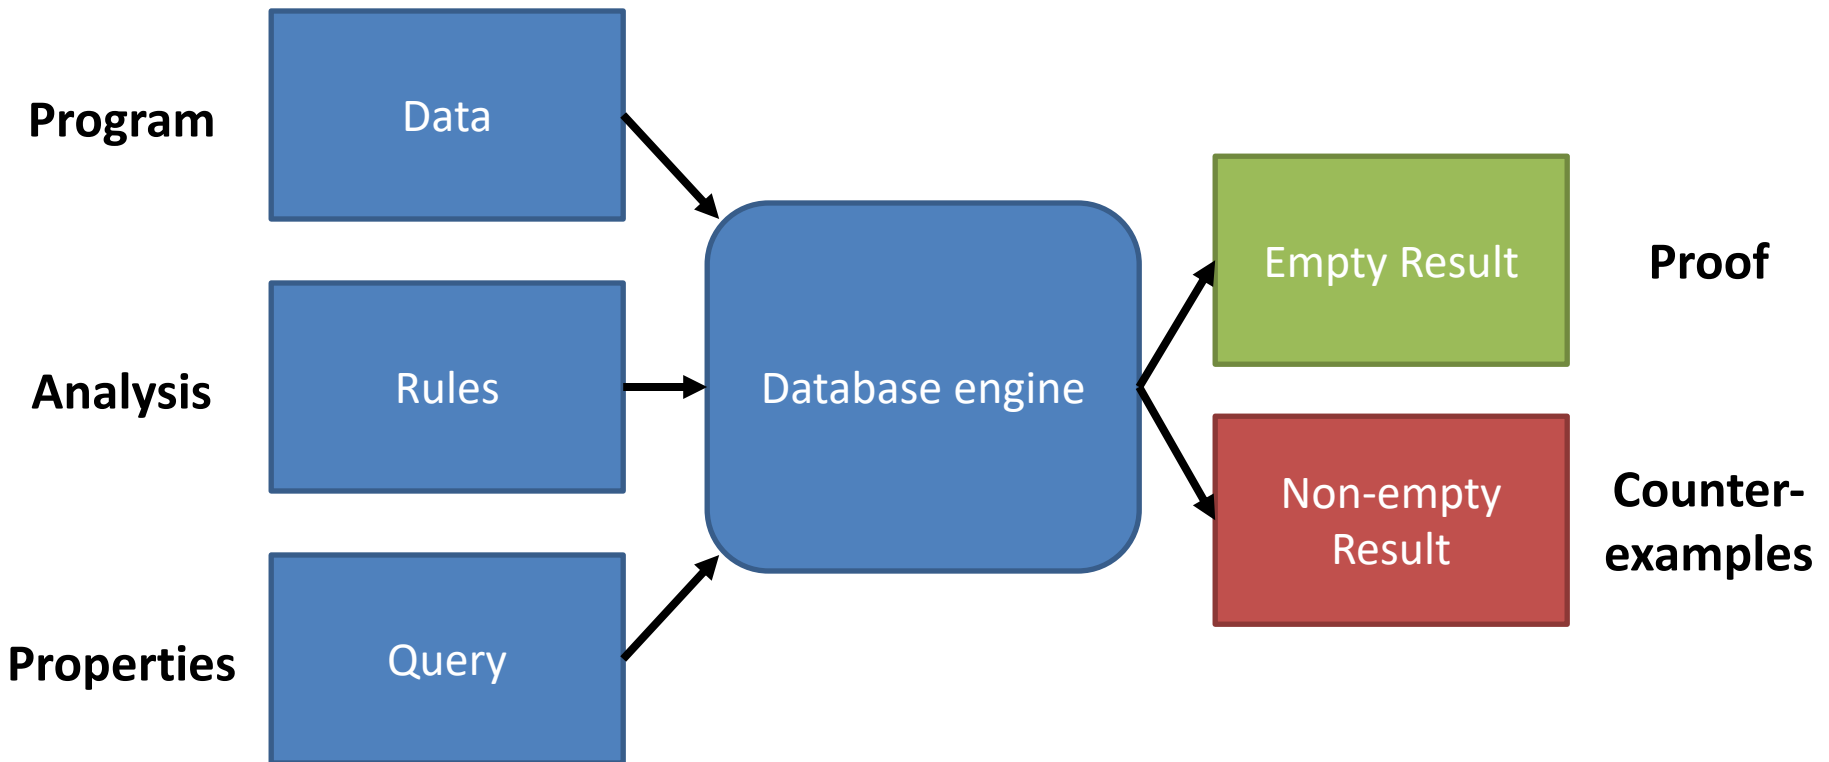 Program
Data
Analysis
Rules
Properties
Query
Database engine
Empty Result
Proof
Non-empty
Result
Counter-
examples